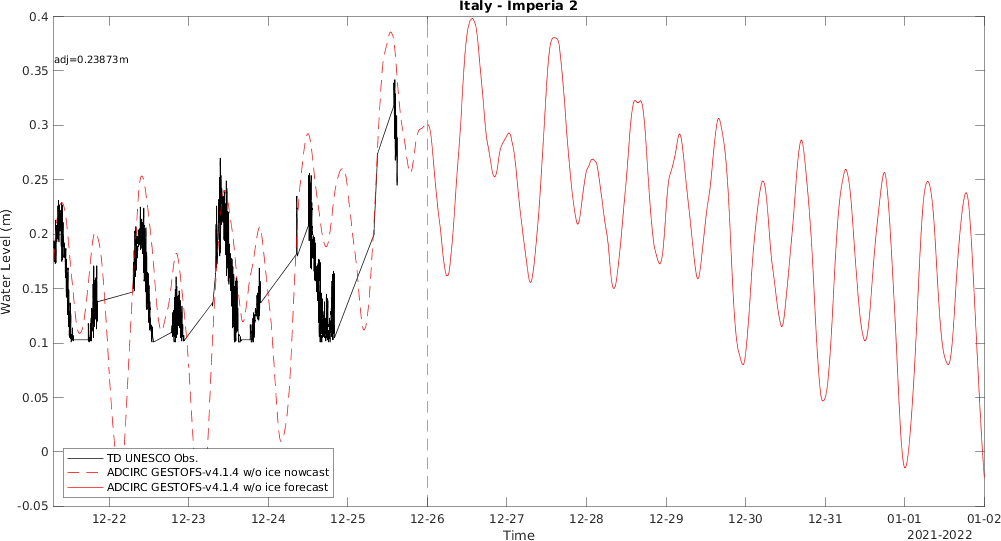 Italy - Imperia 2
adj=0.23873m
0.4
0.35
0.3
0.25
0.2
0.15
0.1
0.05
0
-0.05
Water Level (m)
TD UNESCO Obs.
ADCIRC GESTOFS-v4.1.4 w/o ice nowcast
ADCIRC GESTOFS-v4.1.4 w/o ice forecast
12-22 12-23 12-24 12-25 12-26 12-27 12-28 12-29 12-30 12-31 01-01 01-02
Time
2021-2022